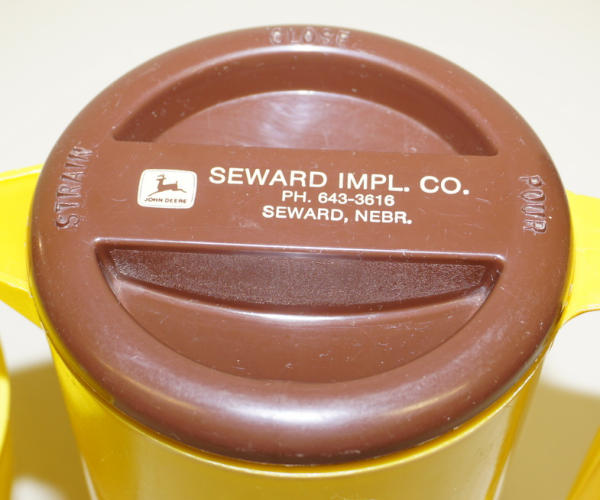 CLOSE
STRAIN
JOHN DEERE
SEWARD IMPL. CO.
PH. 643-3616
SEWARD, NEBR.
POUR